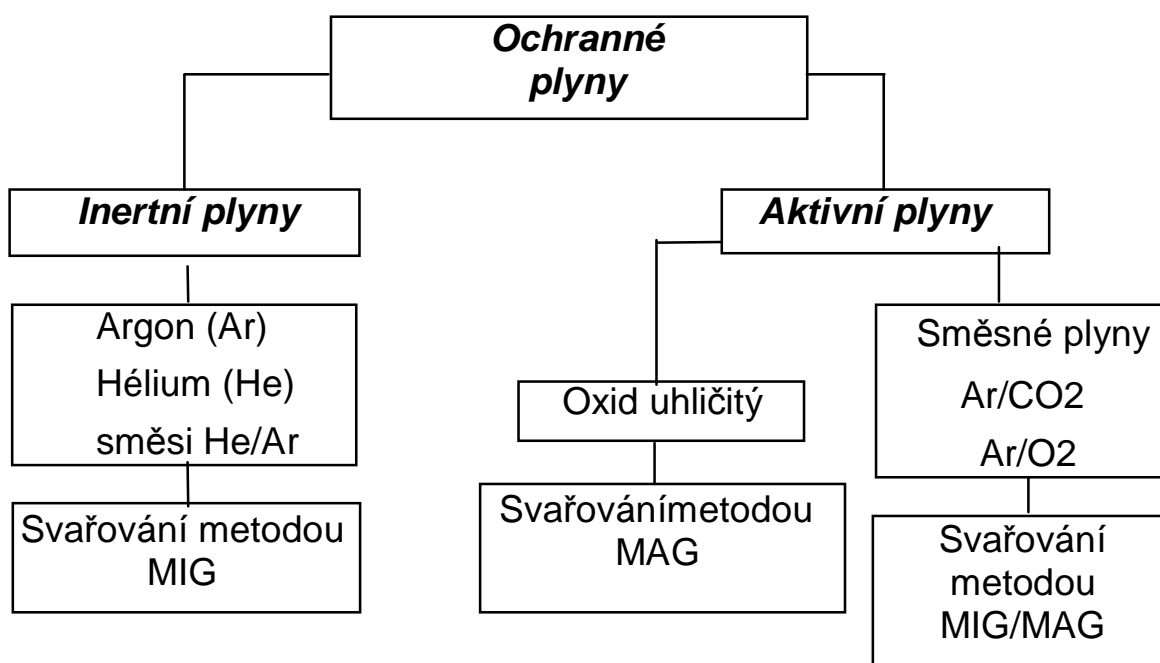 Ochranné
plyny
Inertní plyny
Aktivní plyny
Argon (Ar)
Hélium (He)
směsi He/Ar
Směsné plyny
Ar/CO2
Ar/O2
Oxid uhličitý
Svařování metodou
MIG
Svařovánímetodou
MAG
Svařování
metodou
MIG/MAG